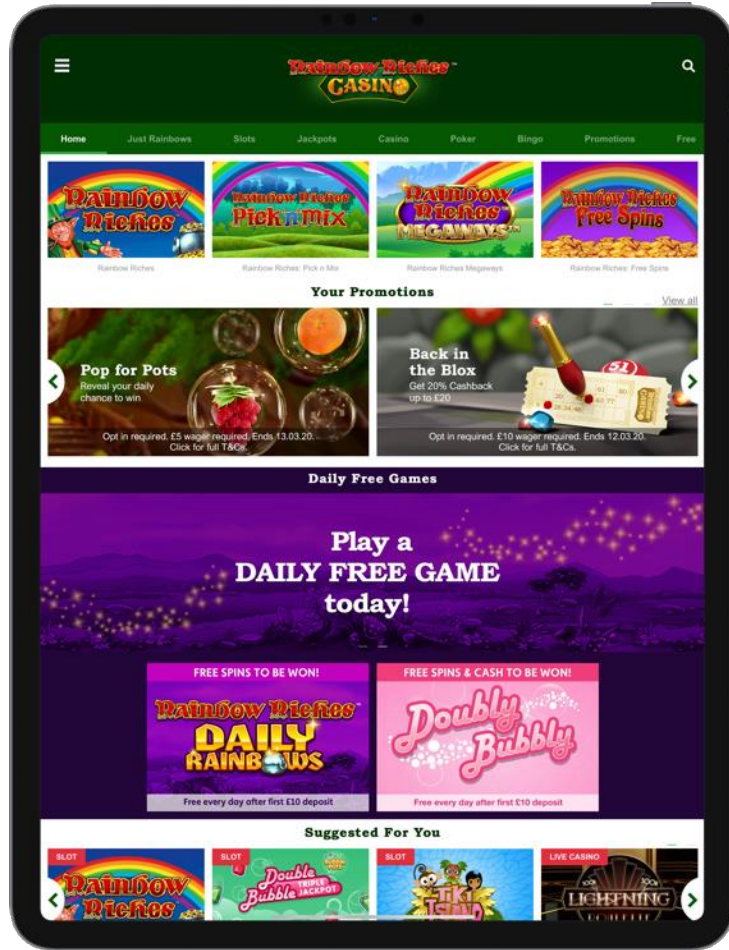 Rainbow Riches™
CASINO
Home Just Rainbows Slots Jackpots Casino Poker Bingo Promotions Free
Rainbow
Riches
Rainbow Riches
Pick n Mix
Rainbow
Riches
MEGAWAYS™
Rainbow Riches
Free Spins
Rainbow Riches
Rainbow Riches: Pick n Mix
Rainbow Riches Megaways
Rainbow Riches: Free Spins
Your Promotions
View all
Pop for Pots
Reveal your daily
chance to win
Opt in required. £5 wager required. Ends 13.03.20.
Click for full T&Cs.
Back in
the Blox
Get 20% Cashback
up to £20
51
Opt in required. £10 wager required. Ends 12.03.20.
Click for full T&Cs.
Daily Free Games
Play a
DAILY FREE GAME
today!
FREE SPINS TO BE WON!
Rainbow Riches™
DAILY
RAINBOWS
Free every day after first £10 deposit
FREE SPINS & CASH TO BE WON!
Doubly
Bubbly
Free every day after first £10 deposit
Suggested For You
SLOT
Rainbow
Riches
SLOT
Double
Bubble
TRIPLE
JACKPOT
SLOT
TIKI
ISLAND
LIVE CASINO
LIGHTNING
ROULETTE